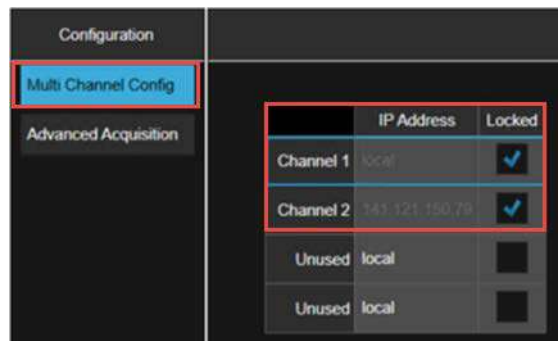 Configuration
Multi Channel Config
Advanced Acquisition
IP Address Locked
Channel 1 local
Channel 2 141.121.150.79
Unused local
Unused local